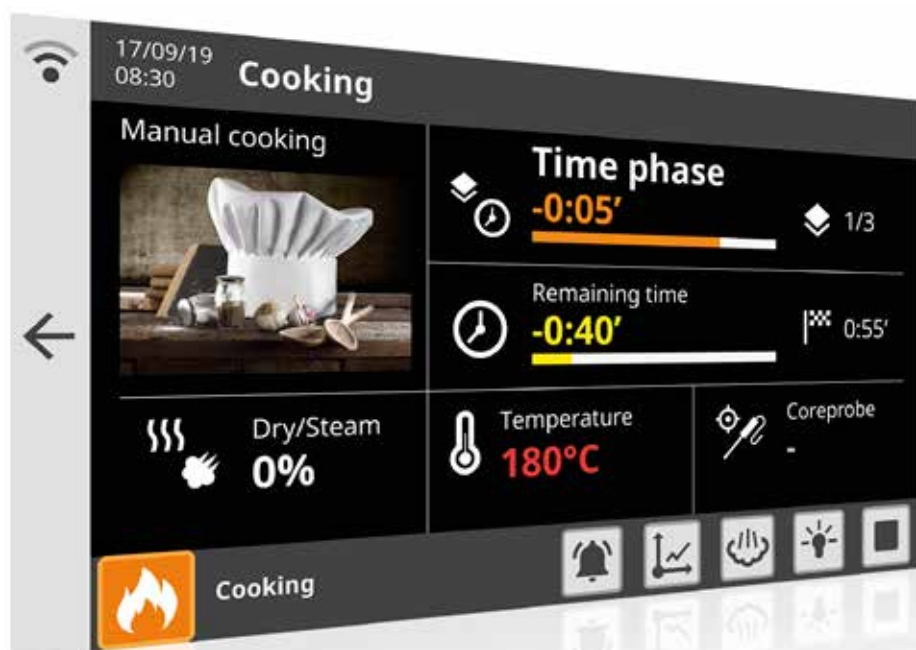 17/09/19
08:30
Cooking
Manual cooking
Time phase
-0:05’
1/3
Remaining time
-0:40’
0:55’
Dry/Steam
0%
Temperature
180°C
Coreprobe
-
Cooking